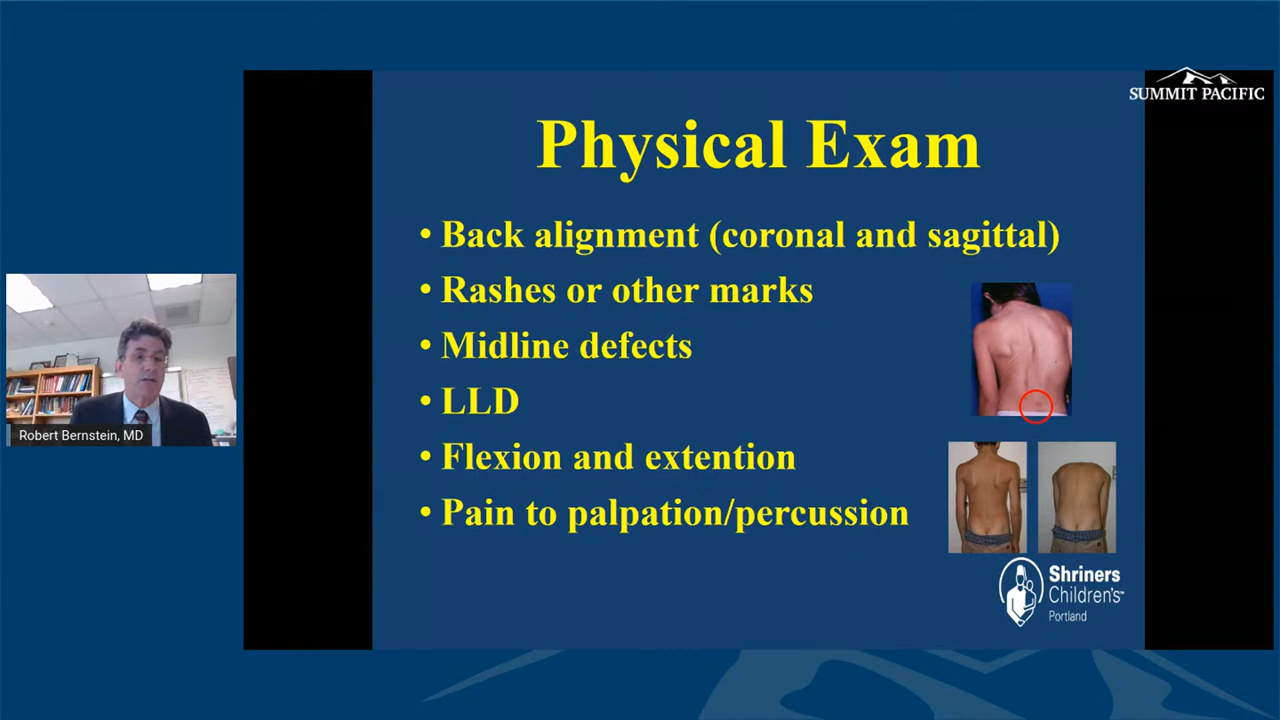 SUMMIT PACIFIC
Physical Exam
• Back alignment (coronal and sagittal)
• Rashes or other marks
• Midline defects
• LLD
• Flexion and extention
• Pain to palpation/percussion
Robert Bernstein, MD
Shriners
Children's™
Portland